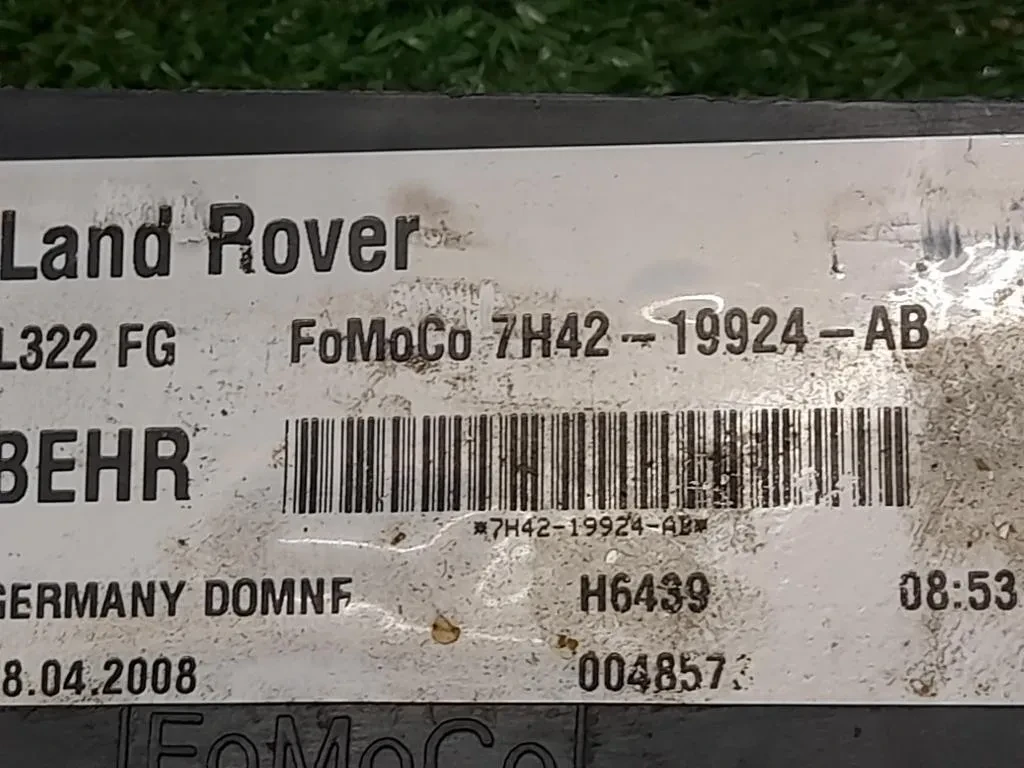 Land Rover
L322 FG FoMoCo 7H42-19924-AB
BEHR
*7H42-19924-AB*
GERMANY DOMNF H6439 08:53
8.04.2008 004857
FoMoCo